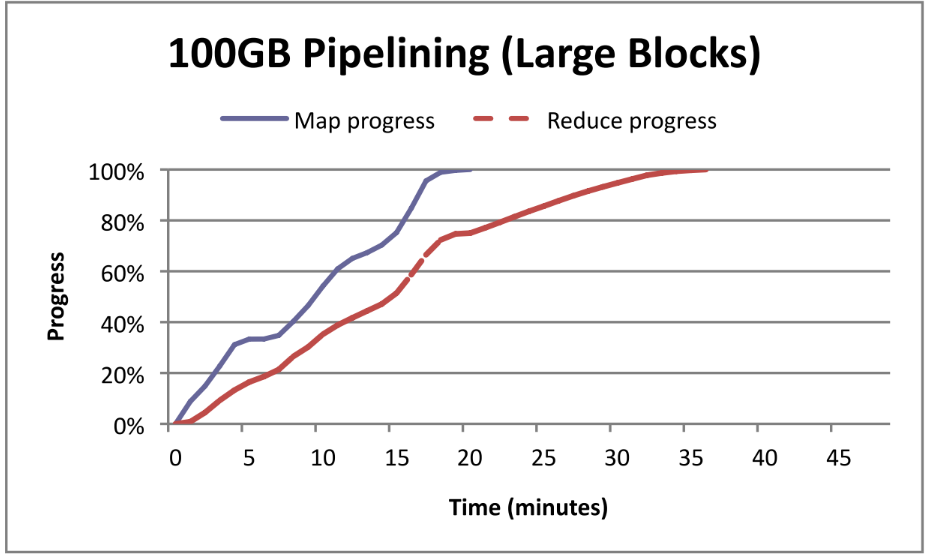 100GB Pipelining (Large Blocks)
Map progress Reduce progress
100%
80%
60%
40%
20%
0%
Progress
0 5 10 15 20 25 30 35 40 45
Time (minutes)